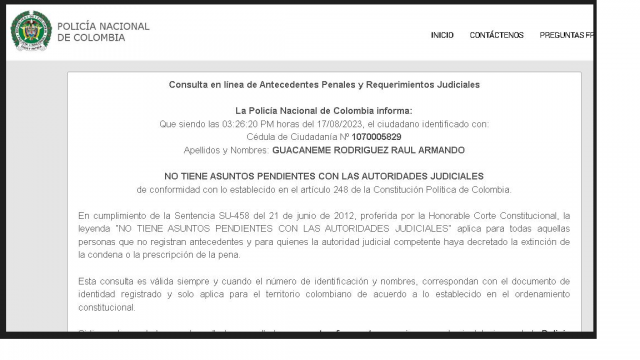 POLICÍA NACIONAL
DE COLOMBIA
INICIO CONTÁCTENOS PREGUNTAS FR
Consulta en línea de Antecedentes Penales y Requerimientos Judiciales
La Policía Nacional de Colombia informa:
Que siendo las 03:26:20 PM horas del 17/08/2023, el ciudadano identificado con:
Cédula de Ciudadanía Nº 1070005829
Apellidos y Nombres: GUACANEME RODRIGUEZ RAUL ARMANDO
NO TIENE ASUNTOS PENDIENTES CON LAS AUTORIDADES JUDICIALES
de conformidad con lo establecido en el artículo 248 de la Constitución Política de Colombia.
En cumplimiento de la Sentencia SU-458 del 21 de junio de 2012, proferida por la Honorable Corte Constitucional, la
leyenda "NO TIENE ASUNTOS PENDIENTES CON LAS AUTORIDADES JUDICIALES" aplica para todas aquellas
personas que no registran antecedentes y para quienes la autoridad judicial competente haya decretado la extinción de
la condena o la prescripción de la pena.
Esta consulta es válida siempre y cuando el número de identificación y nombres, correspondan con el documento de
identidad registrado y solo aplica para el territorio colombiano de acuerdo a lo establecido en el ordenamiento
constitucional.